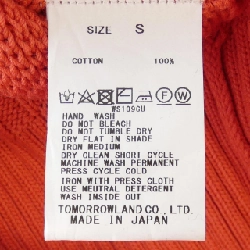 SIZE S
COTTON 100%
WS109GU
HAND WASH
DO NOT BLEACH
DO NOT TUMBLE DRY
DRY FLAT IN SHADE
IRON MEDIUM
DRY CLEAN SHORT CYCLE
MACHINE WASH PERMANENT
PRESS CYCLE COLD
IRON WITH PRESS CLOTH
USE NEUTRAL DETERGENT
WASH INSIDE OUT
TOMORROWLAND CO., LTD.
MADE IN JAPAN